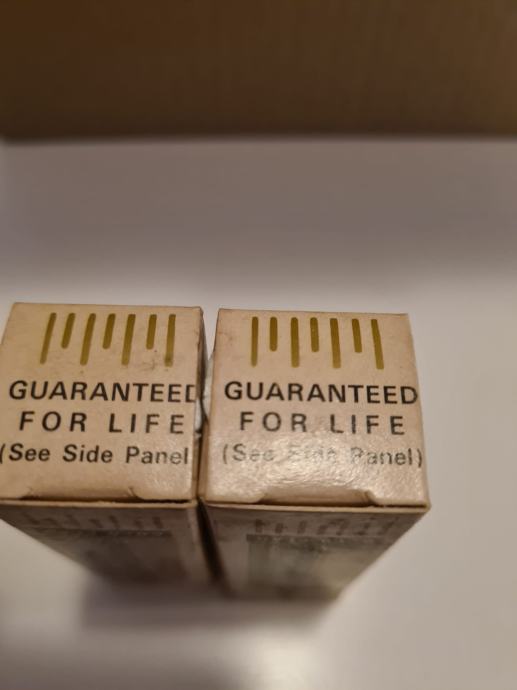 GUARANTEED
FOR LIFE
(See Side Panel
GUARANTEED
FOR LIFE
(See Side Panel)